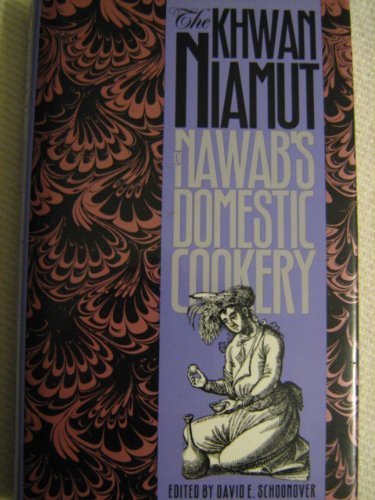 The KHWAN
NIAMUT
or NAWAB'S
DOMESTIC
COOKERY
EDITED BY DAVID E. SCHOONOVER